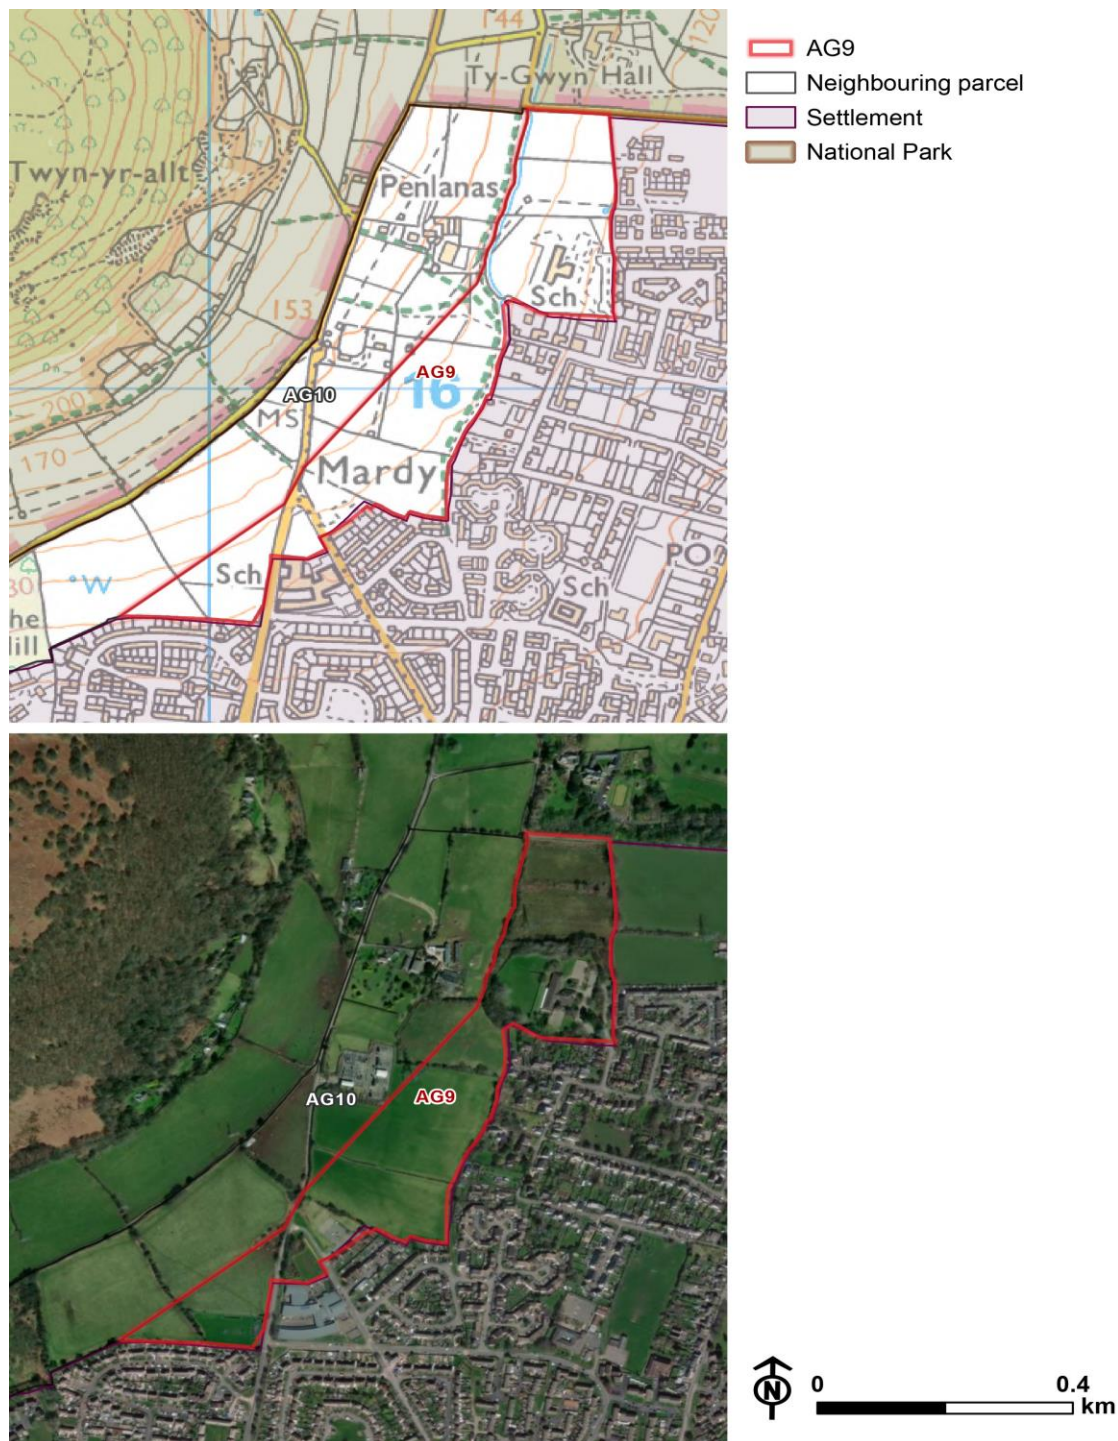 144
120
Ty-Gwyn Hall
Twyn-yr-allt
Penlanas
Sch
153
AG9
16
AG10
MS
200
170
Mardy
Sch
Sch
PO
W
30
he
ill
AG9
Neighbouring parcel
Settlement
National Park
AG10
AG9
N
0
0.4
km